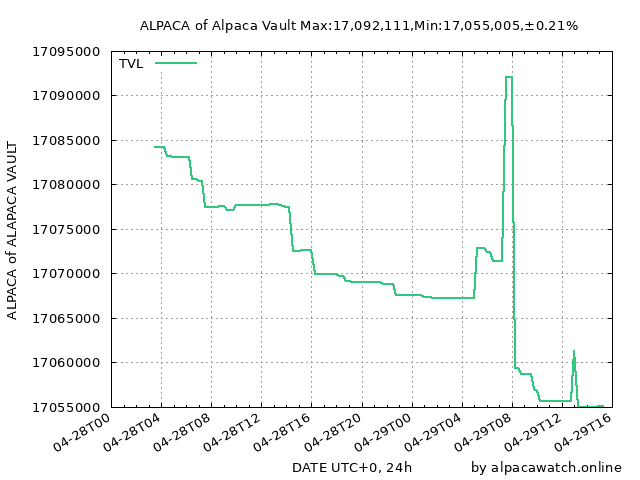 ALPACA of Alpaca Vault Max:17,092,111,Min:17,055,005,±0.21%
TVL
ALPACA of ALAPACA VAULT
17095000
17090000
17085000
17080000
17075000
17070000
17065000
17060000
17055000
04-28T00
04-28T04
04-28T08
04-28T12
04-28T16
04-28T20
04-29T00
04-29T04
04-29T08
04-29T12
04-29T16
DATE UTC+0, 24h
by alpacawatch.online